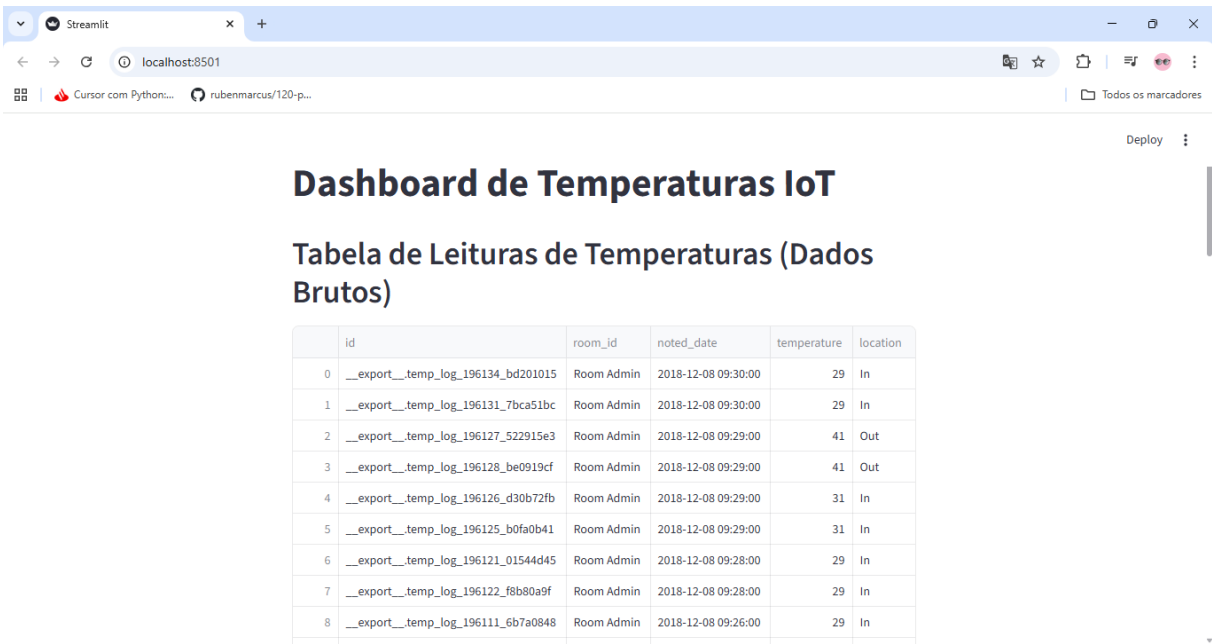 Streamlit
localhost:8501
Cursor com Python:... rubenmarcus/120-p... Todos os marcadores
Deploy
Dashboard de Temperaturas IoT
Tabela de Leituras de Temperaturas (Dados
Brutos)
id room_id noted_date temperature location
0 __export__.temp_log_196134_bd201015 Room Admin 2018-12-08 09:30:00 29 In
1 __export__.temp_log_196131_7bca51bc Room Admin 2018-12-08 09:30:00 29 In
2 __export__.temp_log_196127_522915e3 Room Admin 2018-12-08 09:29:00 41 Out
3 __export__.temp_log_196128_be0919cf Room Admin 2018-12-08 09:29:00 41 Out
4 __export__.temp_log_196126_d30b72fb Room Admin 2018-12-08 09:29:00 31 In
5 __export__.temp_log_196125_b0fa0b41 Room Admin 2018-12-08 09:29:00 31 In
6 __export__.temp_log_196121_01544d45 Room Admin 2018-12-08 09:28:00 29 In
7 __export__.temp_log_196122_f8b80a9f Room Admin 2018-12-08 09:28:00 29 In
8 __export__.temp_log_196111_6b7a0848 Room Admin 2018-12-08 09:26:00 29 In